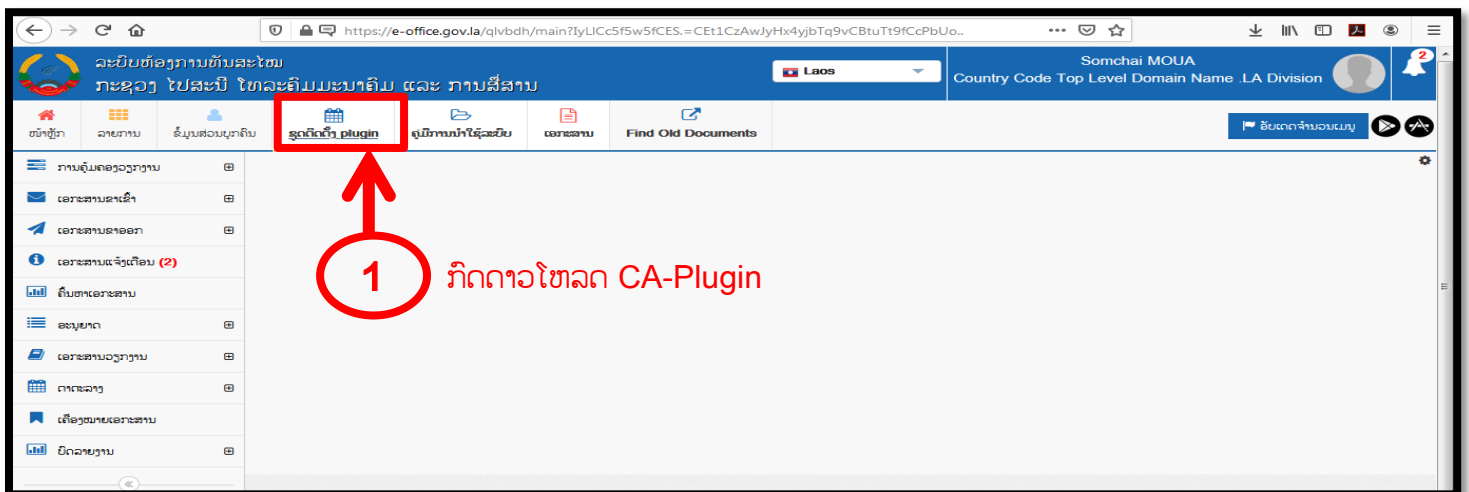 https://e-office.gov.la/qlvbdh/main?IyLlCc5f5w5fCES.=CEt1CzAwJyHx4yjbTq9vCBtuTt9fCcPbUo..
ລະບົບຫ້ອງການທັນສະໄໝ
ກະຊວງ ໄປສະນີ ໂທລະຄົມມະນາຄົມ ແລະ ການສື່ສານ
Laos
Somchai MOUA
Country Code Top Level Domain Name .LA Division
2
ໜ້າຫຼັກ
ລາຍການ
ຂໍ້ມູນສ່ວນບຸກຄົນ
ຊຸດຕິດຕັ້ງ plugin
ຄູ່ມືການນຳໃຊ້ລະບົບ
ເອກະສານ
Find Old Documents
ອັບເດດຈຳນວນເມນູ
ການຄຸ້ມຄອງວຽກງານ
ເອກະສານຂາເຂົ້າ
ເອກະສານຂາອອກ
ເອກະສານແຈ້ງເຕືອນ (2)
ຄົ້ນຫາເອກະສານ
ອະນຸຍາດ
ເອກະສານວຽກງານ
ຕາຕະລາງ
ເຄື່ອງໝາຍເອກະສານ
ບົດລາຍງານ
1
ກົດດາວໂຫລດ CA-Plugin